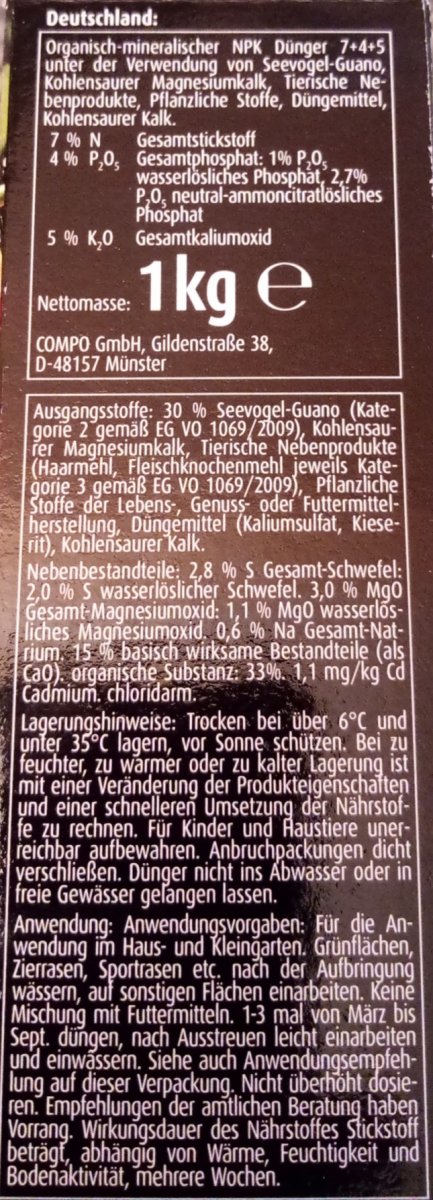 Deutschland:
Organisch-mineralischer NPK Dünger 7+4+5
unter der Verwendung von Seevogel-Guano,
Kohlensaurer Magnesiumkalk, Tierische Ne-
benprodukte, Pflanzliche Stoffe, Düngemittel,
Kohlensaurer Kalk.
7 % N Gesamtstickstoff
4 % P₂O₅ Gesamtphosphat: 1% P₂O₅
wasserlösliches Phosphat, 2,7%
P₂O₅ neutral-ammoncitratlösliches
Phosphat
5 % K₂O Gesamtkaliumoxid
Nettomasse: 1kg ℮
COMPO GmbH, Gildenstraße 38,
D-48157 Münster
Ausgangsstoffe: 30 % Seevogel-Guano (Kate-
gorie 2 gemäß EG VO 1069/2009), Kohlensau-
rer Magnesiumkalk, Tierische Nebenprodukte
(Haarmehl, Fleischknochenmehl jeweils Kate-
gorie 3 gemäß EG VO 1069/2009), Pflanzliche
Stoffe der Lebens-, Genuss- oder Futtermittel-
herstellung, Düngemittel (Kaliumsulfat, Kiese-
rit), Kohlensaurer Kalk.
Nebenbestandteile: 2,8 % S Gesamt-Schwefel:
2,0 % S wasserlöslicher Schwefel. 3,0 % MgO
Gesamt-Magnesiumoxid: 1,1 % MgO wasserlös-
liches Magnesiumoxid. 0,6 % Na Gesamt-Nat-
rium. 15 % basisch wirksame Bestandteile (als
CaO). organische Substanz: 33%. 1,1 mg/kg Cd
Cadmium, chloridarm.
Lagerungshinweise: Trocken bei über 6°C und
unter 35°C lagern, vor Sonne schützen. Bei zu
feuchter, zu warmer oder zu kalter Lagerung ist
mit einer Veränderung der Produkteigenschaften
und einer schnelleren Umsetzung der Nährstof-
fe zu rechnen. Für Kinder und Haustiere uner-
reichbar aufbewahren. Anbruchpackungen dicht
verschließen. Dünger nicht ins Abwasser oder in
freie Gewässer gelangen lassen.
Anwendung: Anwendungsvorgaben: Für die An-
wendung im Haus- und Kleingarten. Grünflächen,
Zierrasen, Sportrasen etc. nach der Aufbringung
wässern, auf sonstigen Flächen einarbeiten. Keine
Mischung mit Futtermitteln. 1-3 mal von März bis
Sept. düngen, nach Ausstreuen leicht einarbeiten
und einwässern. Siehe auch Anwendungsempfeh-
lung auf dieser Verpackung. Nicht überhöht dosie-
ren. Empfehlungen der amtlichen Beratung haben
Vorrang. Wirkungsdauer des Nährstoffes Stickstoff
beträgt, abhängig von Wärme, Feuchtigkeit und
Bodenaktivität, mehrere Wochen.